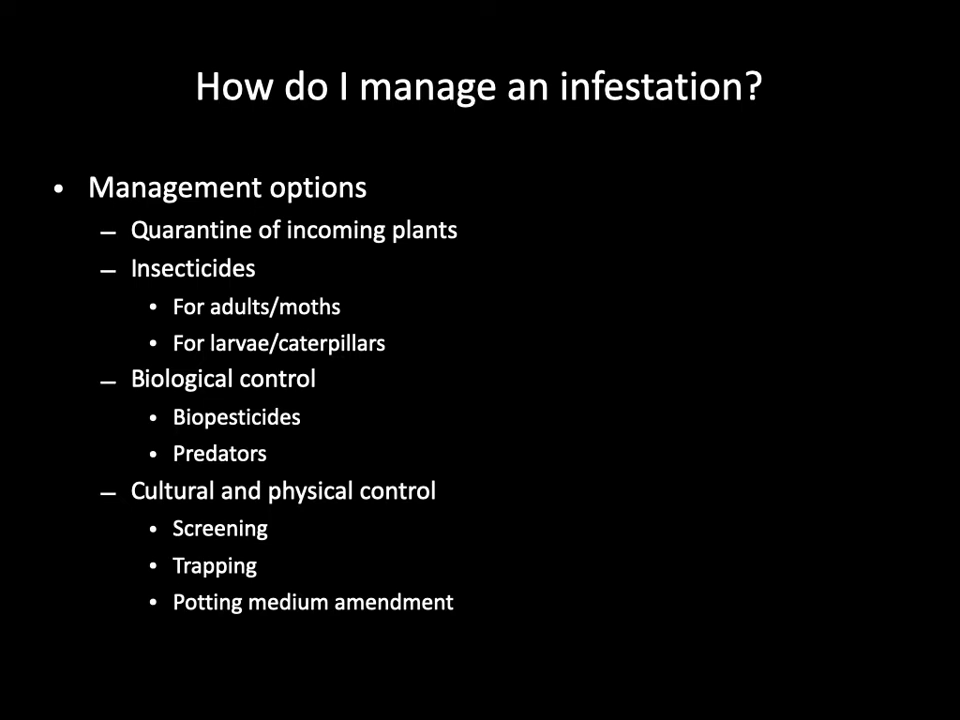 How do I manage an infestation?
• Management options
– Quarantine of incoming plants
– Insecticides
• For adults/moths
• For larvae/caterpillars
– Biological control
• Biopesticides
• Predators
– Cultural and physical control
• Screening
• Trapping
• Potting medium amendment